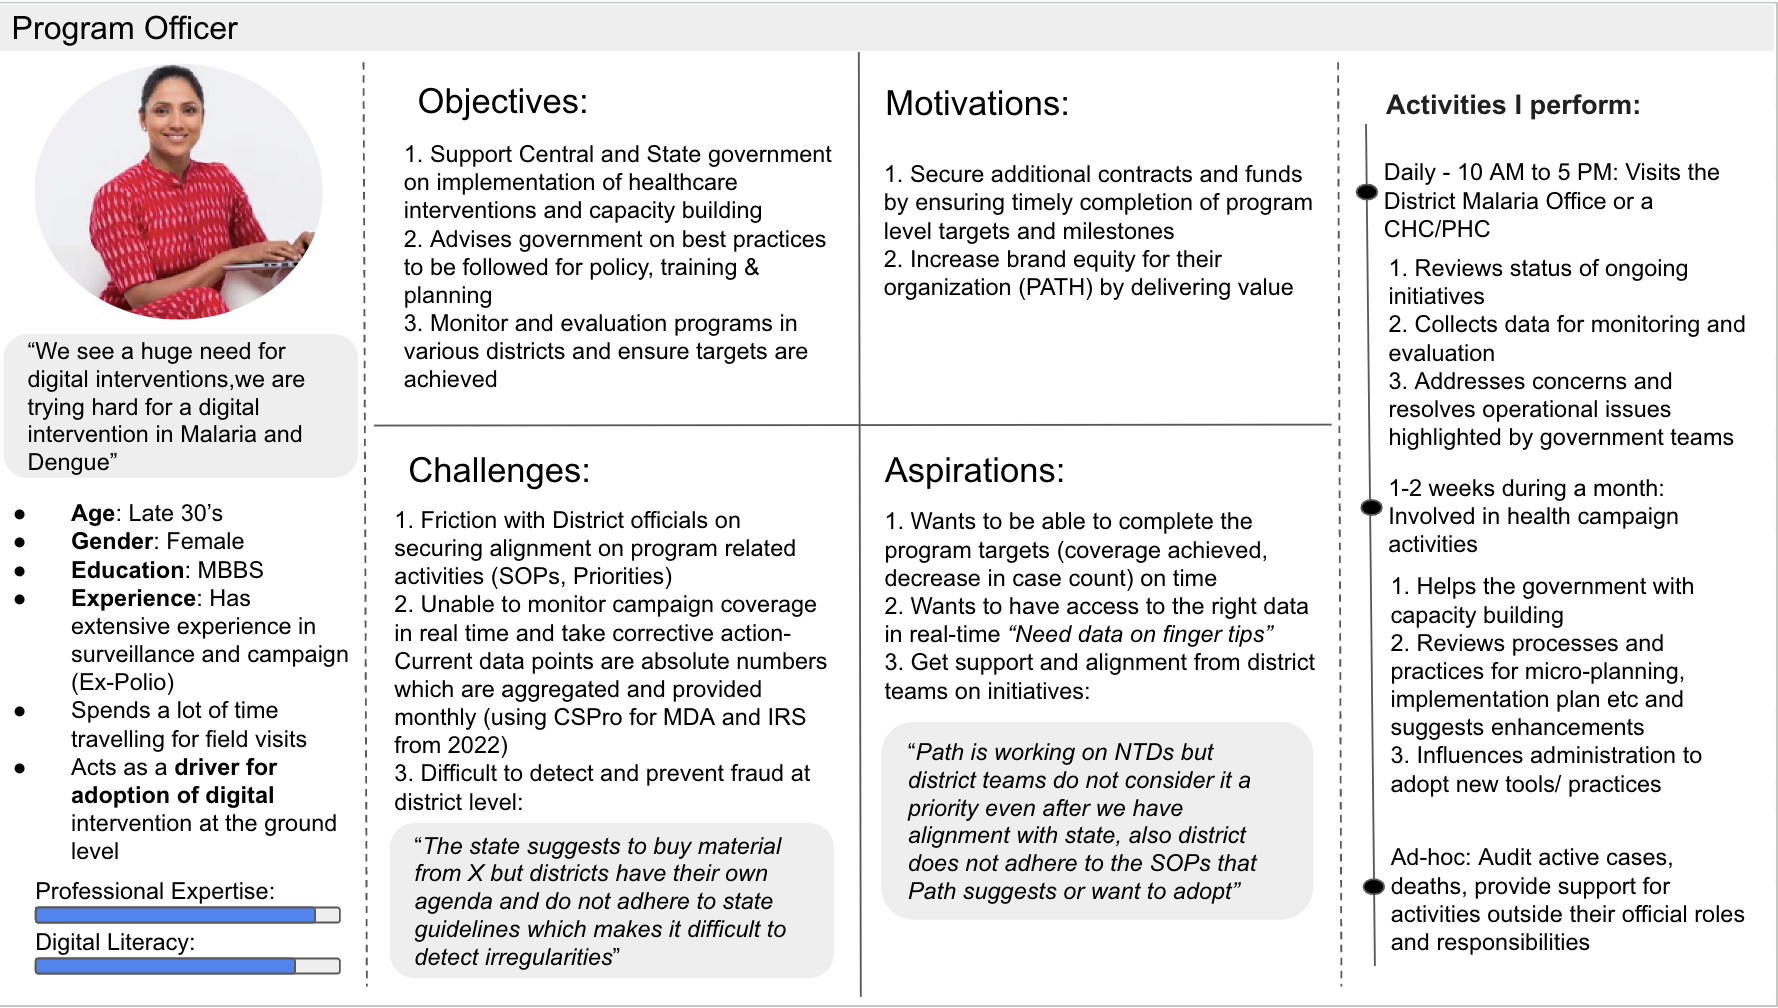 Program Officer
“We see a huge need for
digital interventions,we are
trying hard for a digital
intervention in Malaria and
Dengue”
● Age: Late 30’s
● Gender: Female
● Education: MBBS
● Experience: Has
extensive experience in
surveillance and campaign
(Ex-Polio)
● Spends a lot of time
travelling for field visits
● Acts as a driver for
adoption of digital
intervention at the ground
level
Professional Expertise:
Digital Literacy:
Objectives:
1. Support Central and State government
on implementation of healthcare
interventions and capacity building
2. Advises government on best practices
to be followed for policy, training &
planning
3. Monitor and evaluation programs in
various districts and ensure targets are
achieved
Motivations:
1. Secure additional contracts and funds
by ensuring timely completion of program
level targets and milestones
2. Increase brand equity for their
organization (PATH) by delivering value
Challenges:
1. Friction with District officials on
securing alignment on program related
activities (SOPs, Priorities)
2. Unable to monitor campaign coverage
in real time and take corrective action-
Current data points are absolute numbers
which are aggregated and provided
monthly (using CSPro for MDA and IRS
from 2022)
3. Difficult to detect and prevent fraud at
district level:
“The state suggests to buy material
from X but districts have their own
agenda and do not adhere to state
guidelines which makes it difficult to
detect irregularities”
Aspirations:
1. Wants to be able to complete the
program targets (coverage achieved,
decrease in case count) on time
2. Wants to have access to the right data
in real-time “Need data on finger tips”
3. Get support and alignment from district
teams on initiatives:
“Path is working on NTDs but
district teams do not consider it a
priority even after we have
alignment with state, also district
does not adhere to the SOPs that
Path suggests or want to adopt”
Activities I perform:
Daily - 10 AM to 5 PM: Visits the
District Malaria Office or a
CHC/PHC
1. Reviews status of ongoing
initiatives
2. Collects data for monitoring and
evaluation
3. Addresses concerns and
resolves operational issues
highlighted by government teams
1-2 weeks during a month:
Involved in health campaign
activities
1. Helps the government with
capacity building
2. Reviews processes and
practices for micro-planning,
implementation plan etc and
suggests enhancements
3. Influences administration to
adopt new tools/ practices
Ad-hoc: Audit active cases,
deaths, provide support for
activities outside their official roles
and responsibilities